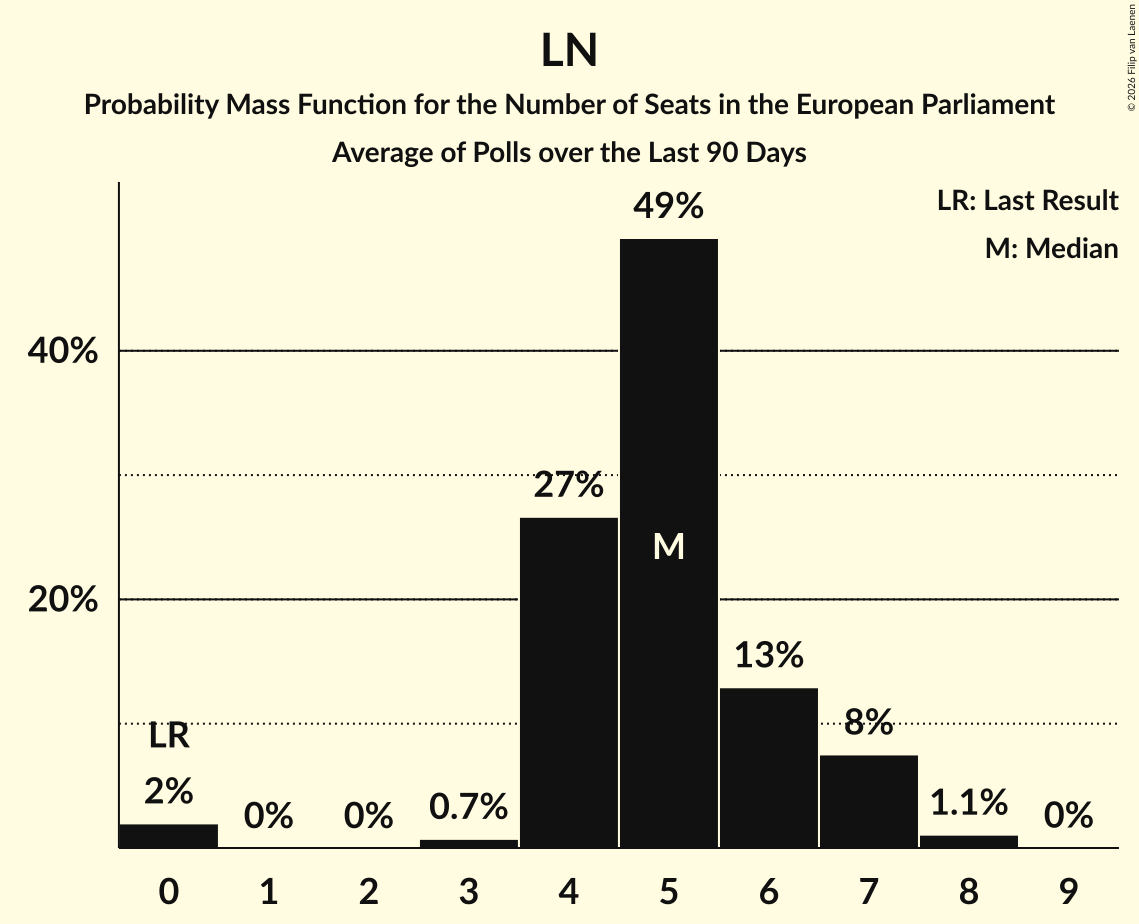 LN
Probability Mass Function for the Number of Seats in the European Parliament
Average of Polls over the Last 90 Days
© 2026 Filip van Laenen
LR: Last Result
M: Median
49%
40%
27%
M
20%
13%
LR
8%
2%
0%
0%
0.7%
1.1%
0%
0 1 2 3 4 5 6 7 8 9